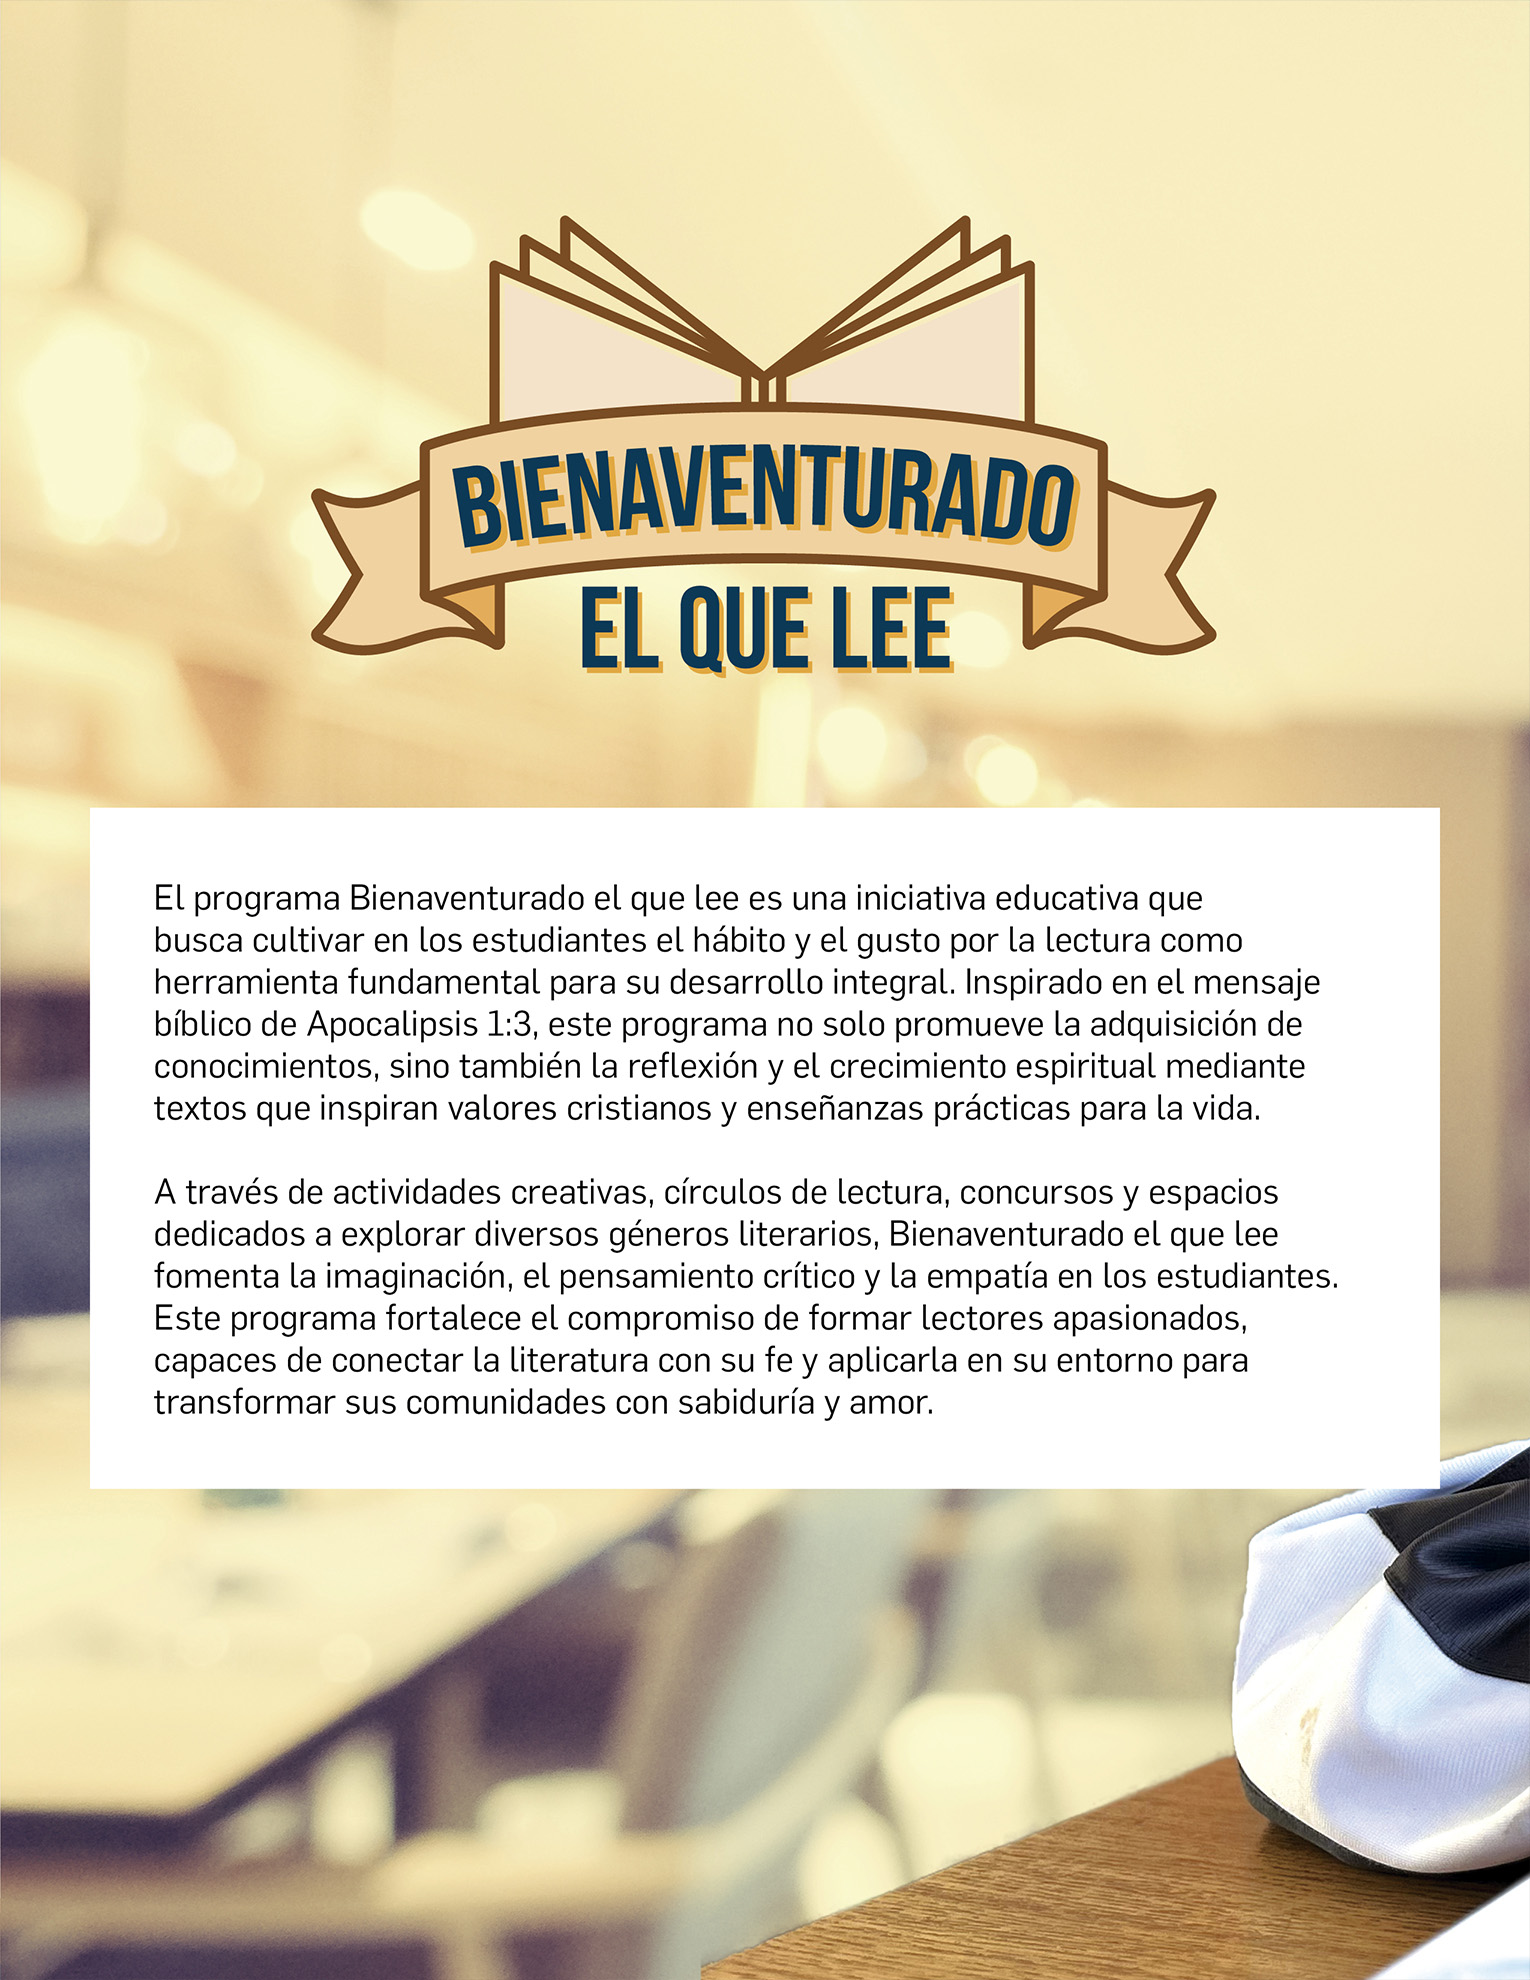 BIENAVENTURADO
EL QUE LEE
El programa Bienaventurado el que lee es una iniciativa educativa que
busca cultivar en los estudiantes el hábito y el gusto por la lectura como
herramienta fundamental para su desarrollo integral. Inspirado en el mensaje
bíblico de Apocalipsis 1:3, este programa no solo promueve la adquisición de
conocimientos, sino también la reflexión y el crecimiento espiritual mediante
textos que inspiran valores cristianos y enseñanzas prácticas para la vida.
A través de actividades creativas, círculos de lectura, concursos y espacios
dedicados a explorar diversos géneros literarios, Bienaventurado el que lee
fomenta la imaginación, el pensamiento crítico y la empatía en los estudiantes.
Este programa fortalece el compromiso de formar lectores apasionados,
capaces de conectar la literatura con su fe y aplicarla en su entorno para
transformar sus comunidades con sabiduría y amor.